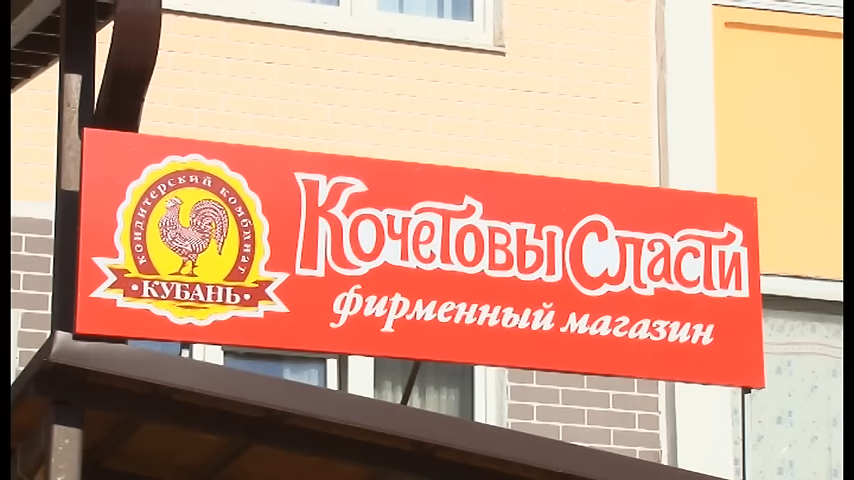 кондитерский комбинат
• КУБАНЬ •
Кочетовы Сласти
фирменный магазин